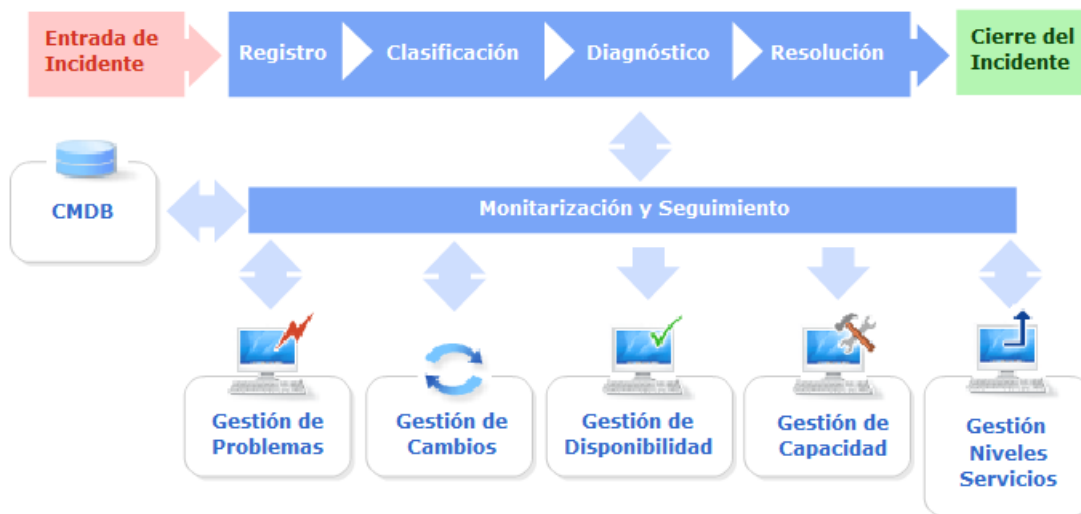 Entrada de
Incidente
Registro
Clasificación
Diagnóstico
Resolución
Cierre del
Incidente
CMDB
Monitarización y Seguimiento
Gestión de
Problemas
Gestión de
Cambios
Gestión de
Disponibilidad
Gestión de
Capacidad
Gestión
Niveles
Servicios